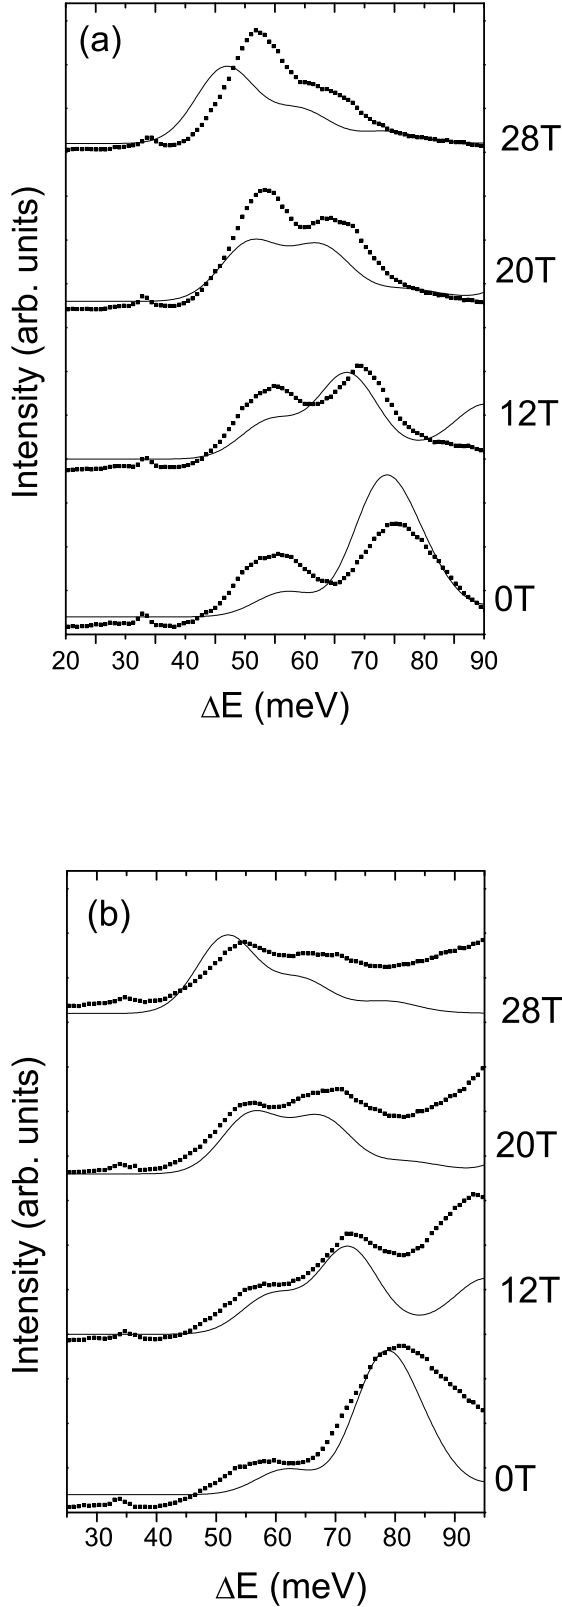 (a)
28T
20T
12T
0T
Intensity (arb. units)
20 30 40 50 60 70 80 90
ΔE (meV)
(b)
28T
20T
12T
0T
Intensity (arb. units)
30 40 50 60 70 80 90
ΔE (meV)